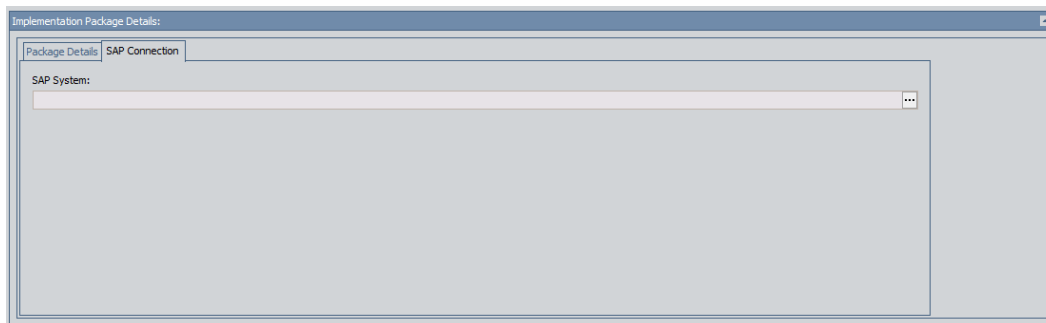 Implementation Package Details:
Package Details SAP Connection
SAP System:
...